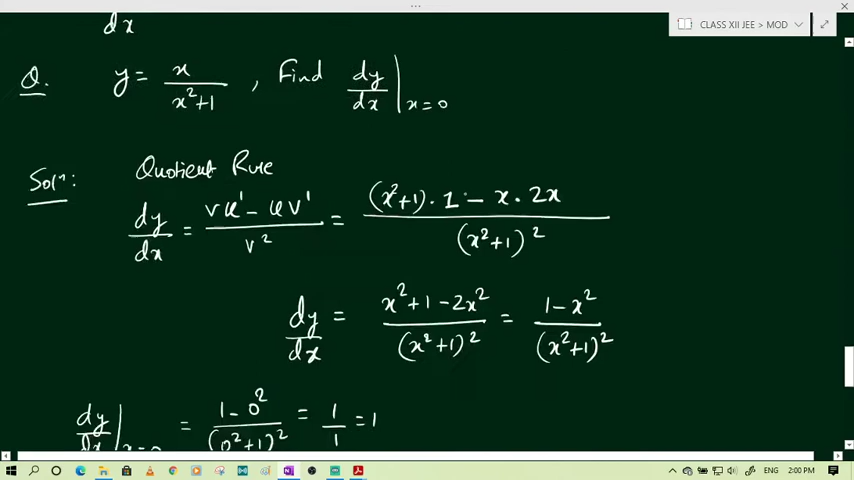 CLASS XII JEE > MOD
dx
Q. y = x/(x²+1) , Find dy/dx |x=0
Solⁿ: Quotient Rule
dy/dx = (vu' - uv')/v² = ((x²+1)·1 - x·2x)/(x²+1)²
dy/dx = (x²+1-2x²)/(x²+1)² = (1-x²)/(x²+1)²
dy/dx |x=0 = (1-0²)/(0²+1)² = 1/1 = 1
ENG 2:00 PM